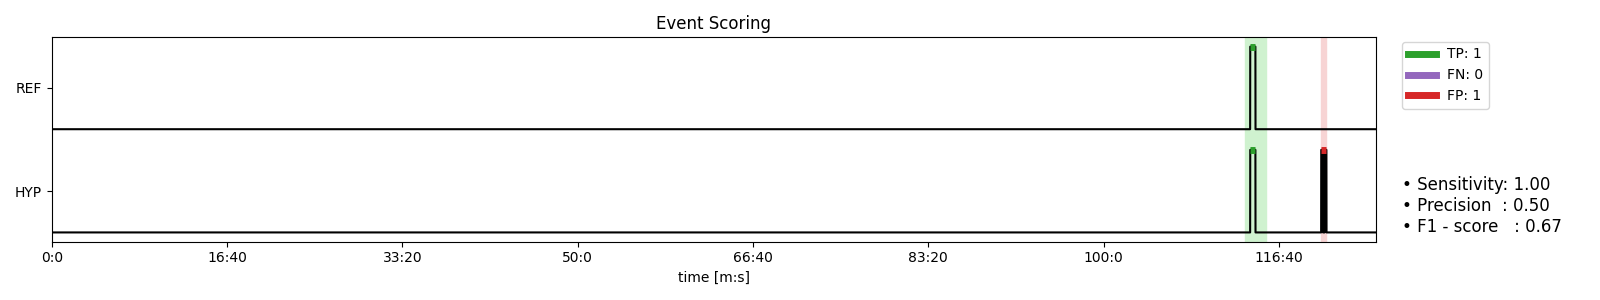 Event Scoring
REF
HYP
0:0
16:40
33:20
50:0
66:40
83:20
100:0
116:40
time [m:s]
TP: 1
FN: 0
FP: 1
• Sensitivity: 1.00
• Precision  : 0.50
• F1 - score   : 0.67